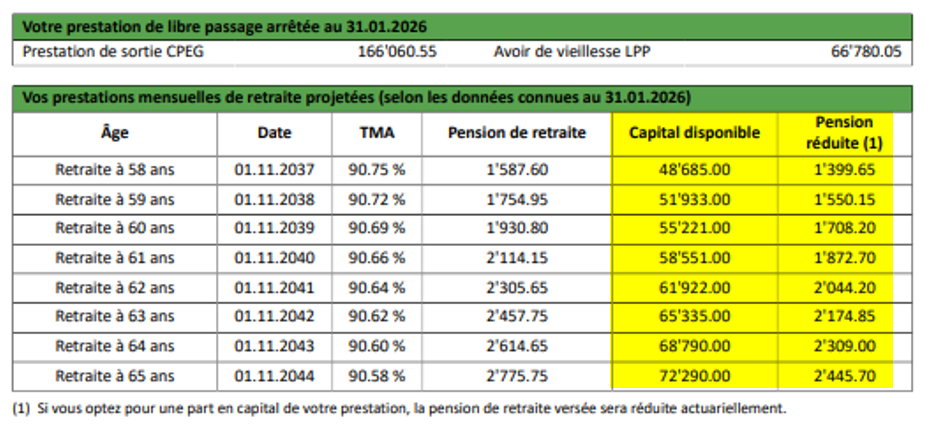 Votre prestation de libre passage arrêtée au 31.01.2026
Prestation de sortie CPEG 166'060.55 Avoir de vieillesse LPP 66'780.05
Vos prestations mensuelles de retraite projetées (selon les données connues au 31.01.2026)
Âge Date TMA Pension de retraite Capital disponible Pension réduite (1)
Retraite à 58 ans 01.11.2037 90.75 % 1'587.60 48'685.00 1'399.65
Retraite à 59 ans 01.11.2038 90.72 % 1'754.95 51'933.00 1'550.15
Retraite à 60 ans 01.11.2039 90.69 % 1'930.80 55'221.00 1'708.20
Retraite à 61 ans 01.11.2040 90.66 % 2'114.15 58'551.00 1'872.70
Retraite à 62 ans 01.11.2041 90.64 % 2'305.65 61'922.00 2'044.20
Retraite à 63 ans 01.11.2042 90.62 % 2'457.75 65'335.00 2'174.85
Retraite à 64 ans 01.11.2043 90.60 % 2'614.65 68'790.00 2'309.00
Retraite à 65 ans 01.11.2044 90.58 % 2'775.75 72'290.00 2'445.70
(1) Si vous optez pour une part en capital de votre prestation, la pension de retraite versée sera réduite actuariellement.